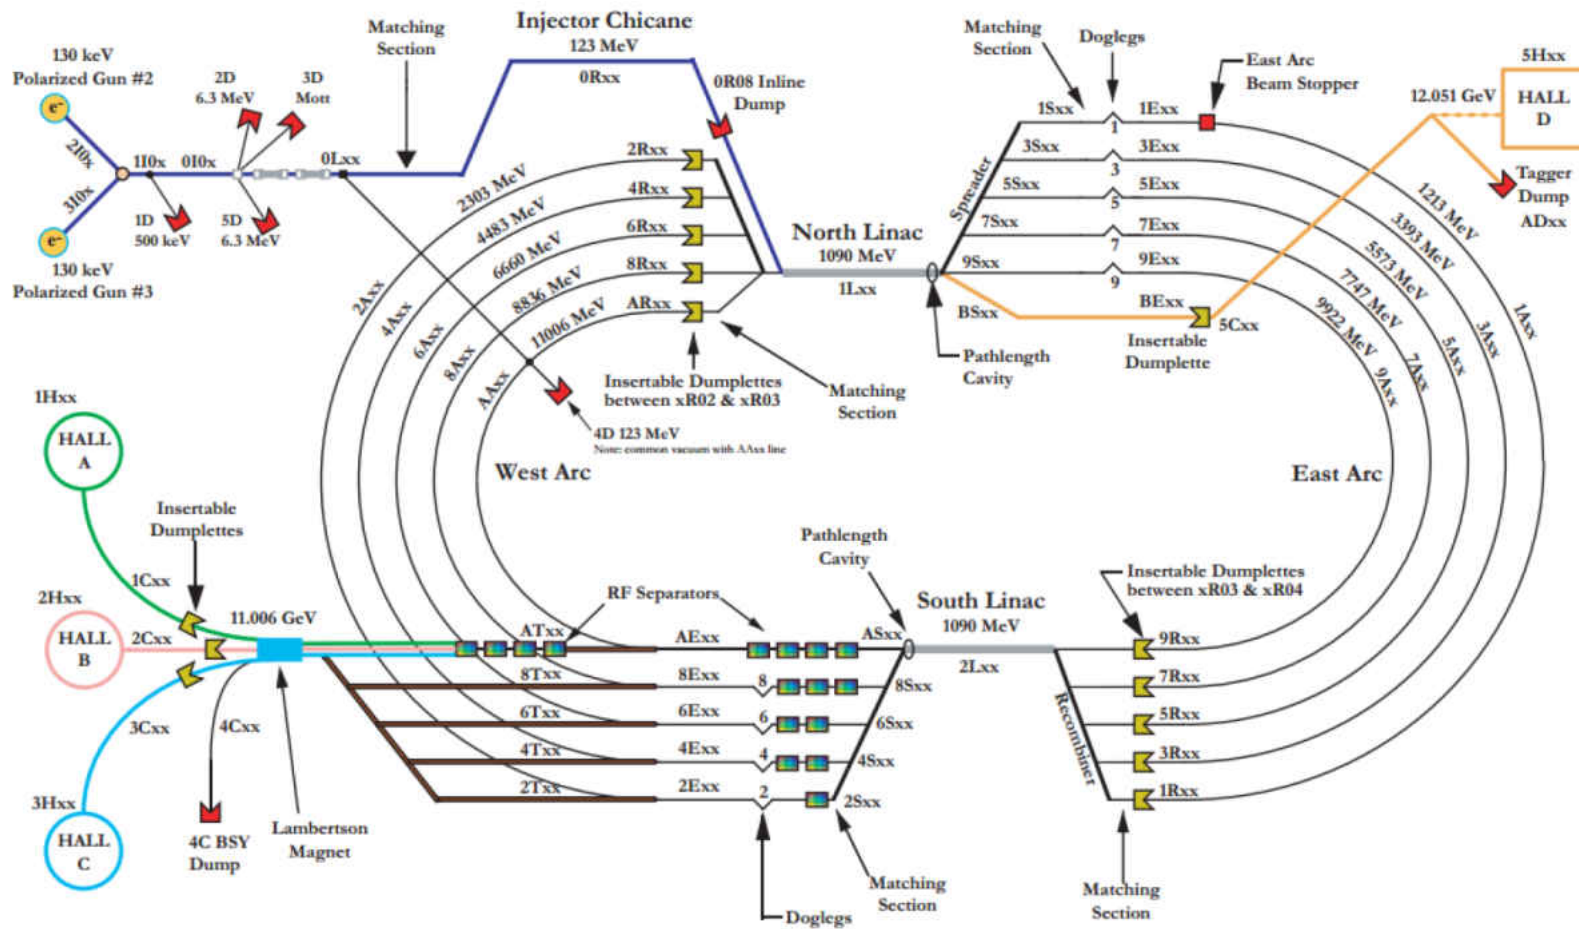 Injector Chicane
123 MeV
0Rxx
Matching
Section
130 keV
Polarized Gun #2
e⁻
2D
6.3 MeV
3D
Mott
2I0x
1I0x
0I0x
0Lxx
3I0x
1D
500 keV
5D
6.3 MeV
e⁻
130 keV
Polarized Gun #3
0R08 Inline
Dump
2Rxx
4Rxx
6Rxx
8Rxx
ARxx
2303 MeV
4483 MeV
6660 MeV
8836 MeV
11006 MeV
2Axx
4Axx
6Axx
8Axx
AAxx
Insertable Dumplettes
between xR02 & xR03
Matching
Section
4D 123 MeV
Note: common vacuum with AAxx line
West Arc
North Linac
1090 MeV
1Lxx
Matching
Section
Doglegs
East Arc
Beam Stopper
Spreader
1Sxx
1
1Exx
3Sxx
3
3Exx
5Sxx
5
5Exx
7Sxx
7
7Exx
9Sxx
9
9Exx
BSxx
BExx
5Cxx
Insertable
Dumplette
Pathlength
Cavity
12.051 GeV
5Hxx
HALL
D
Tagger
Dump
ADxx
1213 MeV
3393 MeV
5573 MeV
7747 MeV
9922 MeV
1Axx
3Axx
5Axx
7Axx
9Axx
East Arc
1Hxx
HALL
A
Insertable
Dumplettes
1Cxx
2Hxx
HALL
B
2Cxx
11.006 GeV
3Cxx
4Cxx
3Hxx
HALL
C
4C BSY
Dump
Lambertson
Magnet
RF Separators
ATxx
8Txx
6Txx
4Txx
2Txx
AExx
8Exx
8
6Exx
6
4Exx
4
2Exx
2
ASxx
8Sxx
6Sxx
4Sxx
2Sxx
Pathlength
Cavity
South Linac
1090 MeV
2Lxx
Insertable Dumplettes
between xR03 & xR04
Recombiner
9Rxx
7Rxx
5Rxx
3Rxx
1Rxx
Matching
Section
Doglegs
Matching
Section